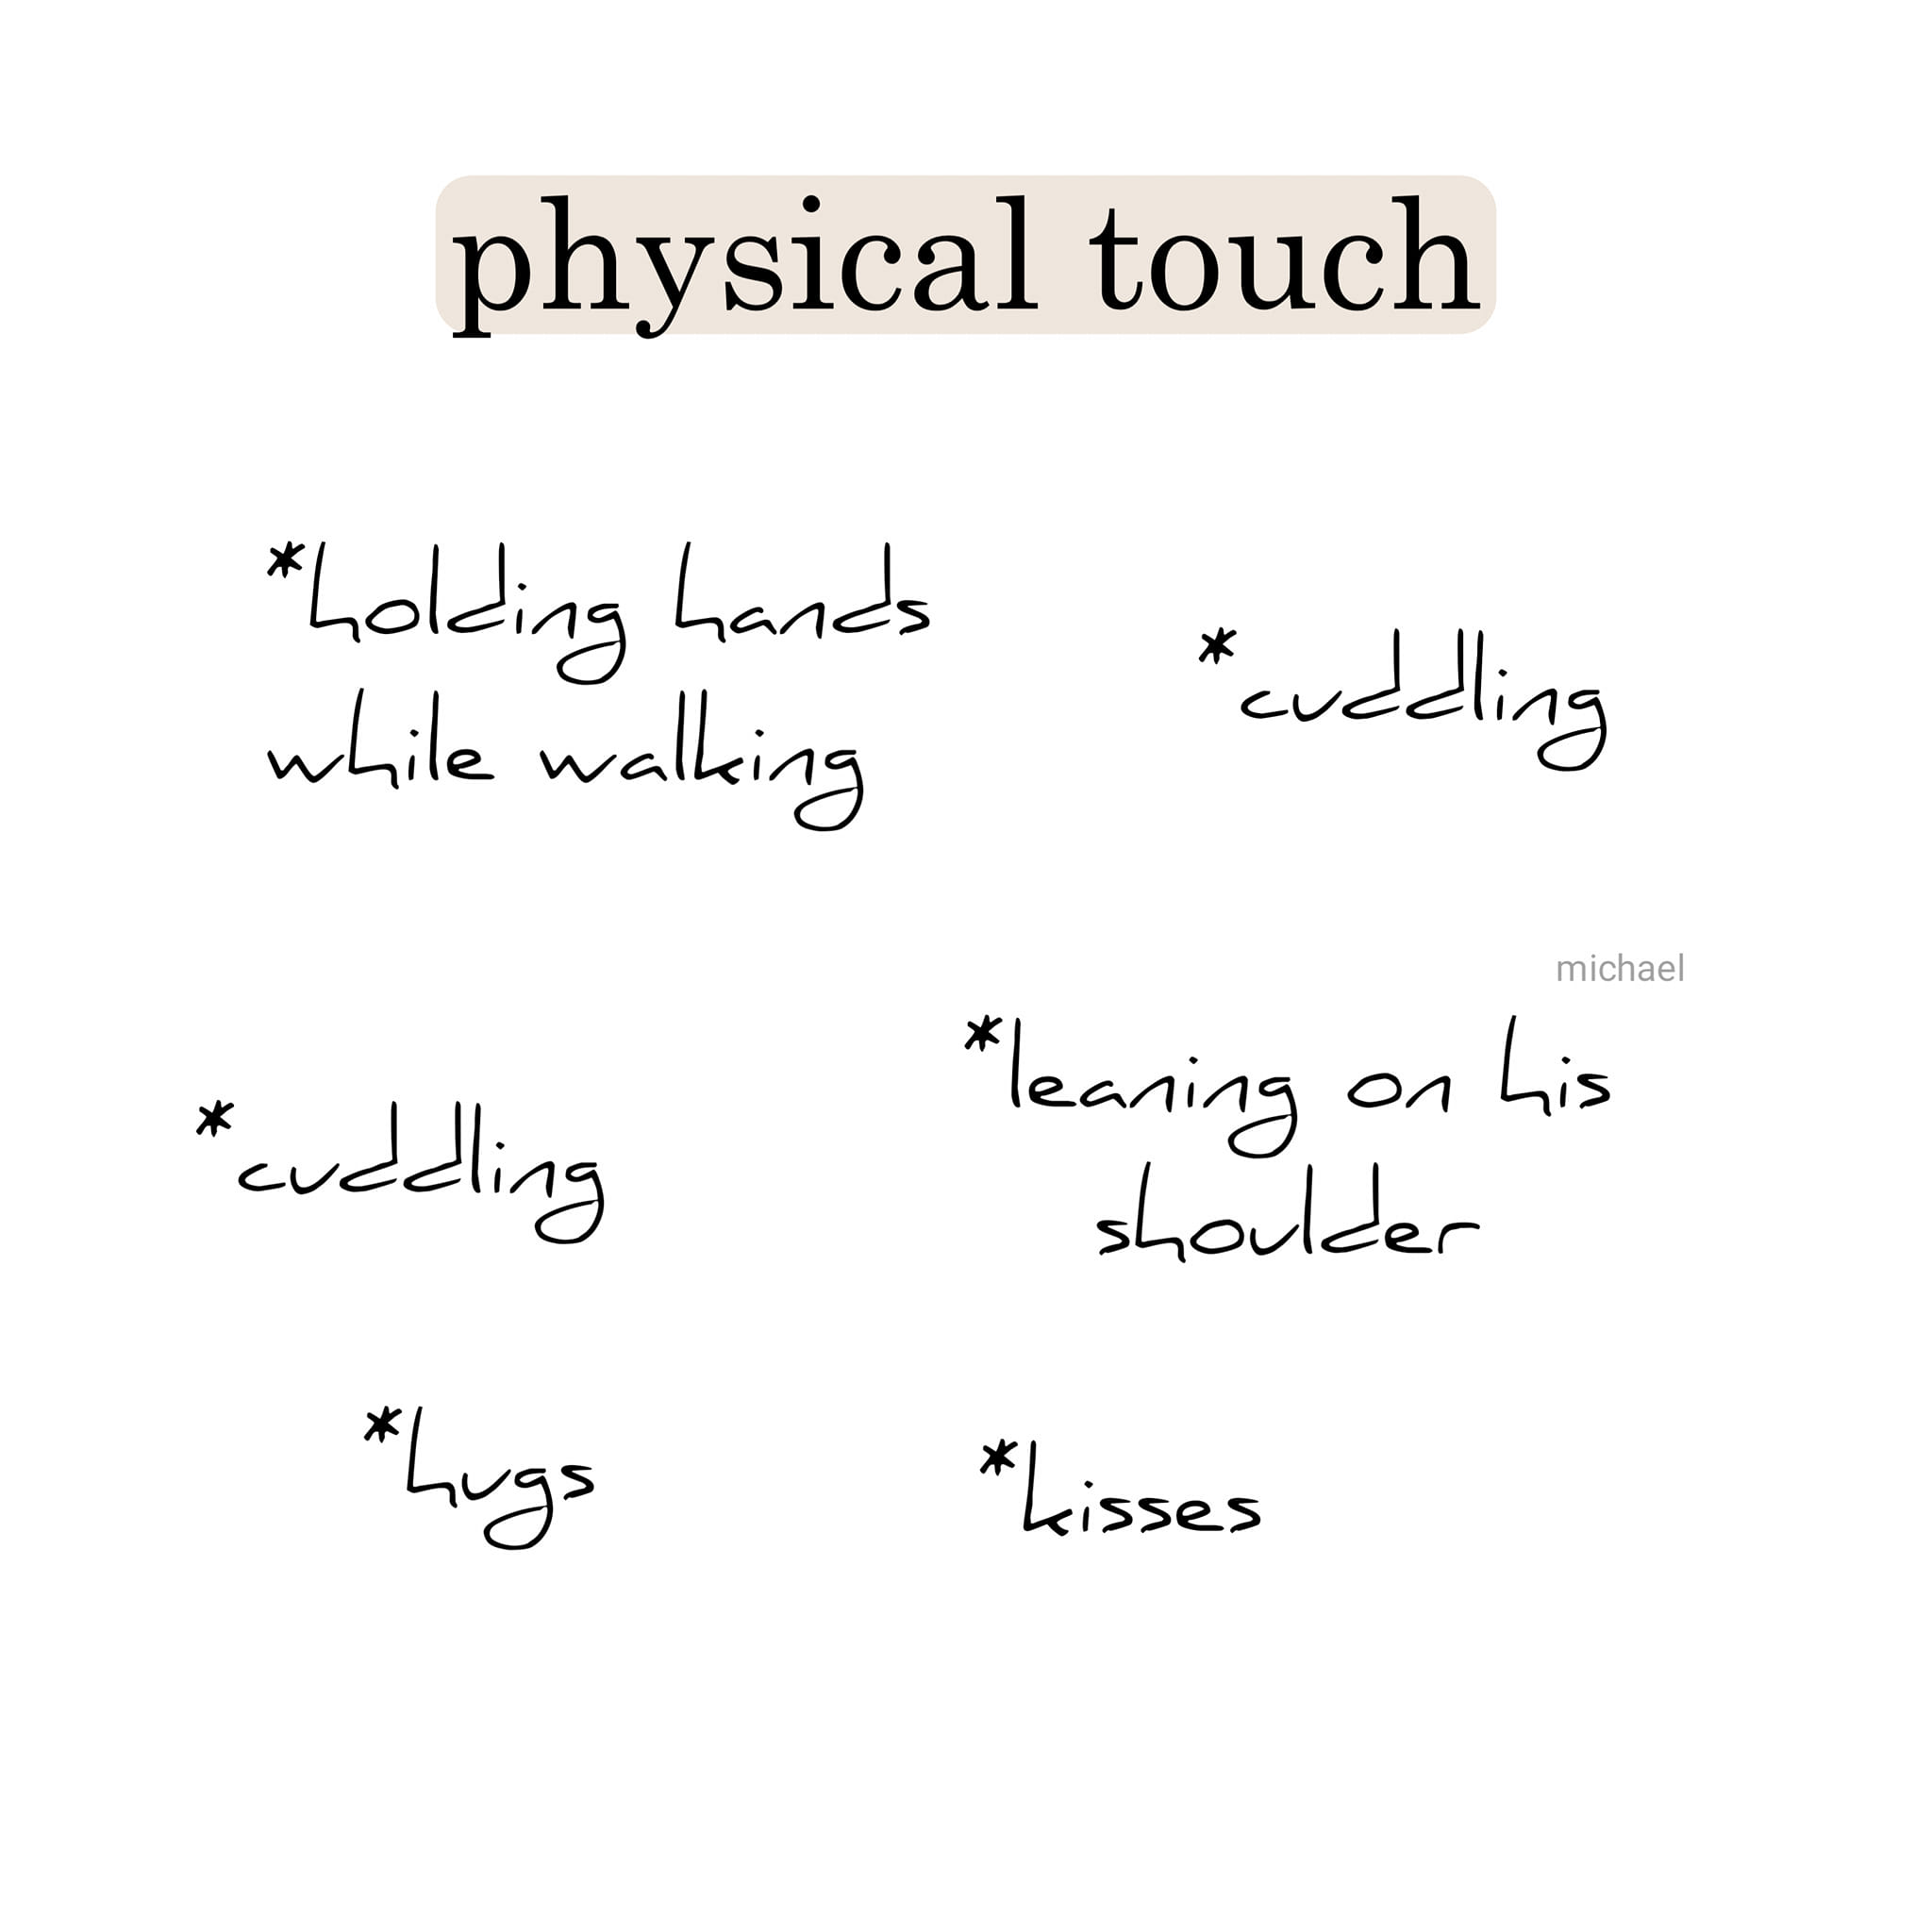 physical touch
*holding hands
while walking
*cuddling
michael
*leaning on his
shoulder
*cuddling
*hugs
*kisses